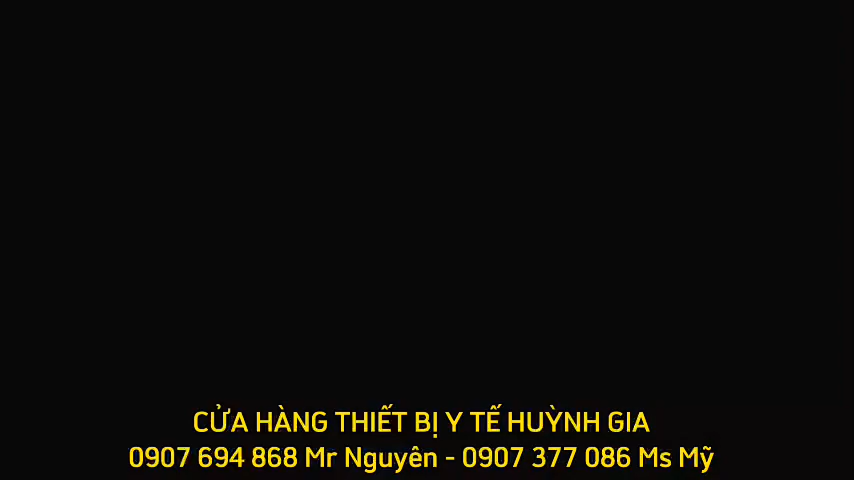 CỬA HÀNG THIẾT BỊ Y TẾ HUỲNH GIA
0907 694 868 Mr Nguyên - 0907 377 086 Ms Mỹ